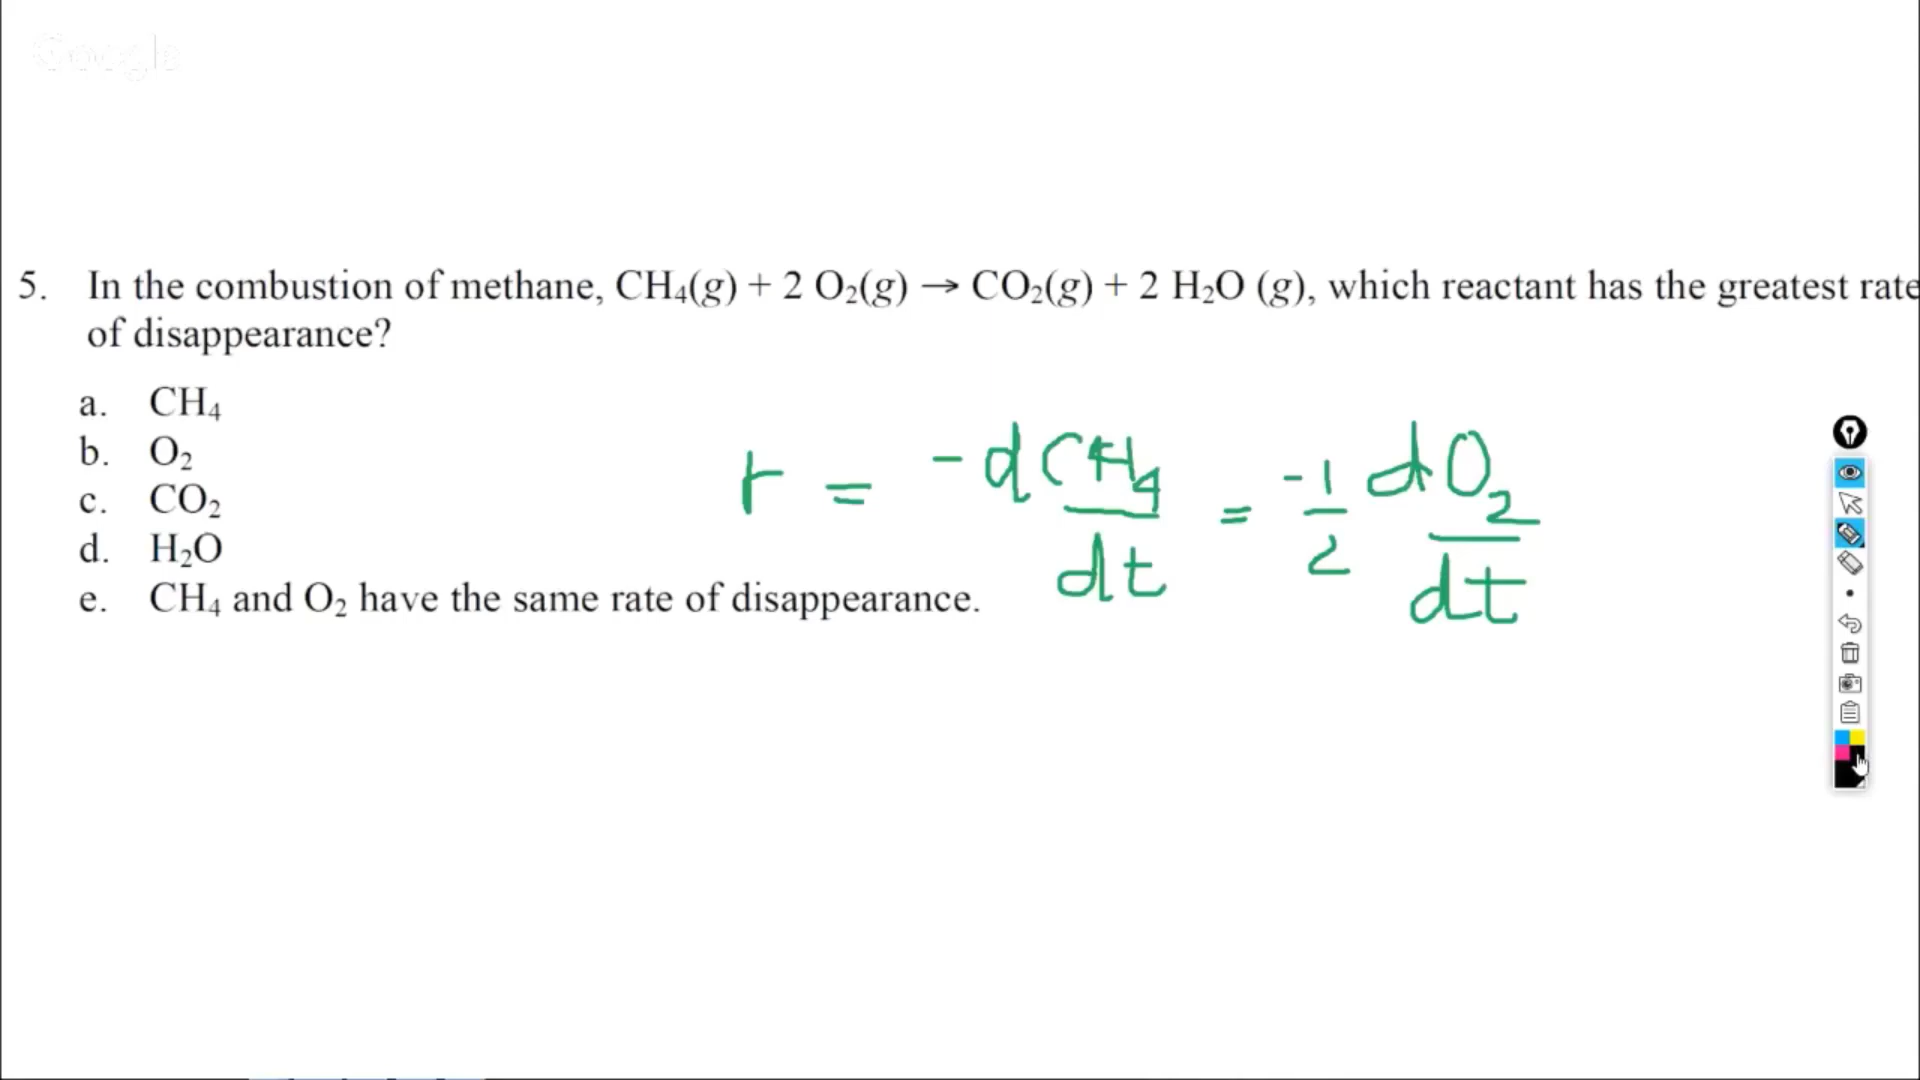 Google
5. In the combustion of methane, CH₄(g) + 2 O₂(g) → CO₂(g) + 2 H₂O (g), which reactant has the greatest rate
of disappearance?
a. CH₄
b. O₂
c. CO₂
d. H₂O
e. CH₄ and O₂ have the same rate of disappearance.
r = -dCH₄/dt = -1/2 dO₂/dt